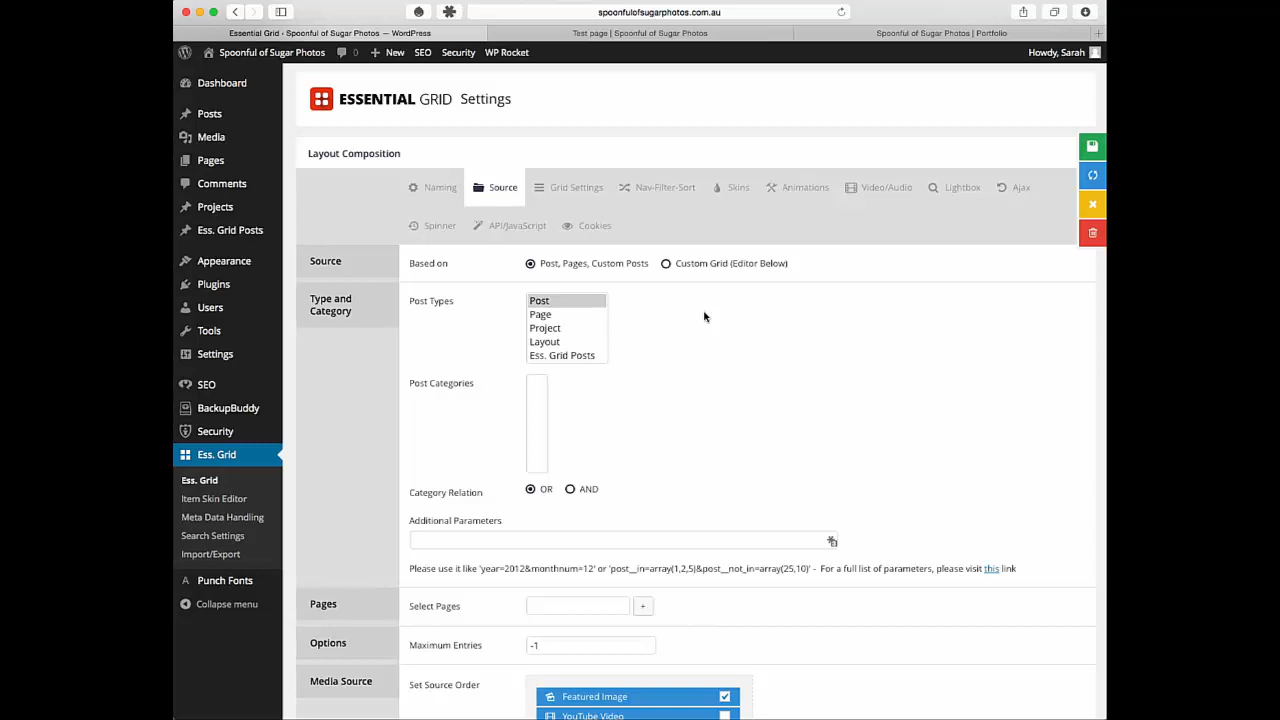 spoonfulofsugarphotos.com.au
Essential Grid ‹ Spoonful of Sugar Photos — WordPress
Test page | Spoonful of Sugar Photos
Spoonful of Sugar Photos | Portfolio
Spoonful of Sugar Photos
0
New
SEO
Security
WP Rocket
Howdy, Sarah
Dashboard
Posts
Media
Pages
Comments
Projects
Ess. Grid Posts
Appearance
Plugins
Users
Tools
Settings
SEO
BackupBuddy
Security
Ess. Grid
Ess. Grid
Item Skin Editor
Meta Data Handling
Search Settings
Import/Export
Punch Fonts
Collapse menu
ESSENTIAL GRID Settings
Layout Composition
Naming
Source
Grid Settings
Nav-Filter-Sort
Skins
Animations
Video/Audio
Lightbox
Ajax
Spinner
API/JavaScript
Cookies
Source
Based on
Post, Pages, Custom Posts
Custom Grid (Editor Below)
Type and
Category
Post Types
Post
Page
Project
Layout
Ess. Grid Posts
Post Categories
Category Relation
OR
AND
Additional Parameters
Please use it like 'year=2012&monthnum=12' or 'post__in=array(1,2,5)&post__not_in=array(25,10)' - For a full list of parameters, please visit this link
Pages
Select Pages
+
Options
Maximum Entries
-1
Media Source
Set Source Order
Featured Image
YouTube Video